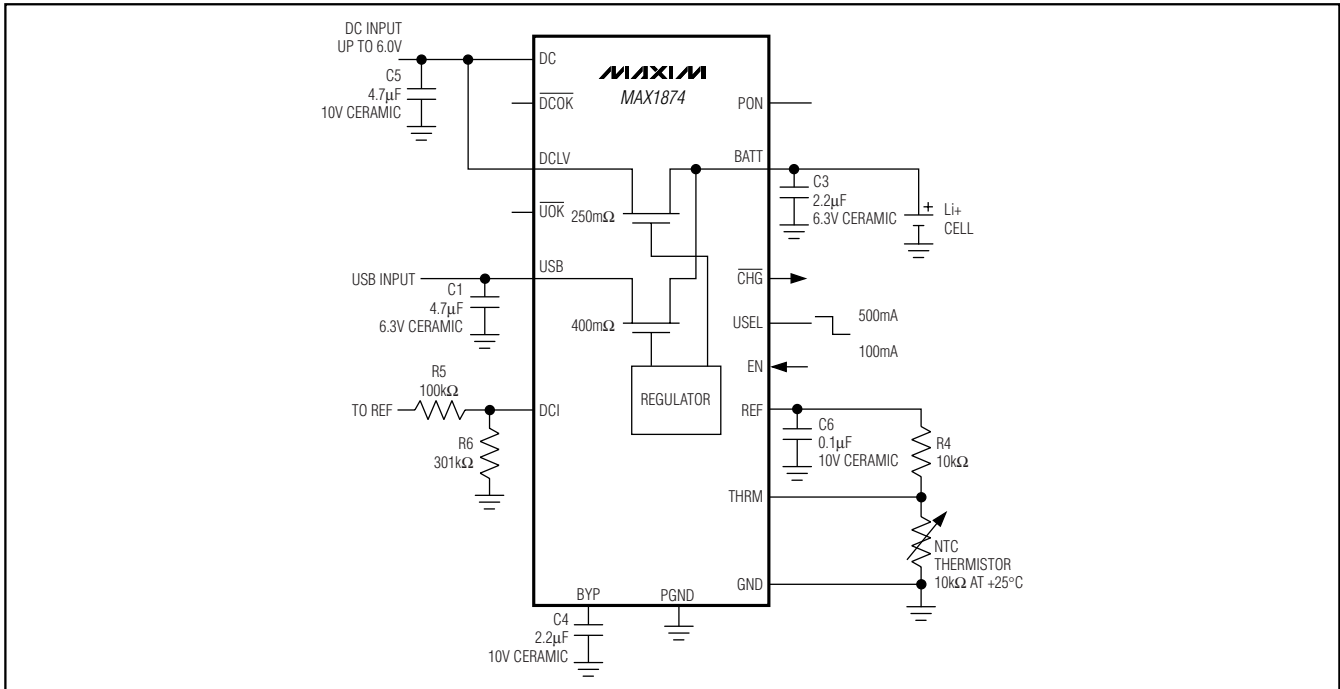 DC INPUT
UP TO 6.0V
C5
4.7µF
10V CERAMIC
DC
DCOK
DCLV
UOK
250mΩ
USB INPUT
USB
C1
4.7µF
6.3V CERAMIC
400mΩ
REGULATOR
R5
100kΩ
TO REF
DCI
R6
301kΩ
MAXIM
MAX1874
PON
BATT
C3
2.2µF
6.3V CERAMIC
+
Li+
CELL
CHG
USEL
500mA
100mA
EN
REF
C6
0.1µF
10V CERAMIC
R4
10kΩ
THRM
NTC
THERMISTOR
10kΩ AT +25°C
GND
BYP
PGND
C4
2.2µF
10V CERAMIC